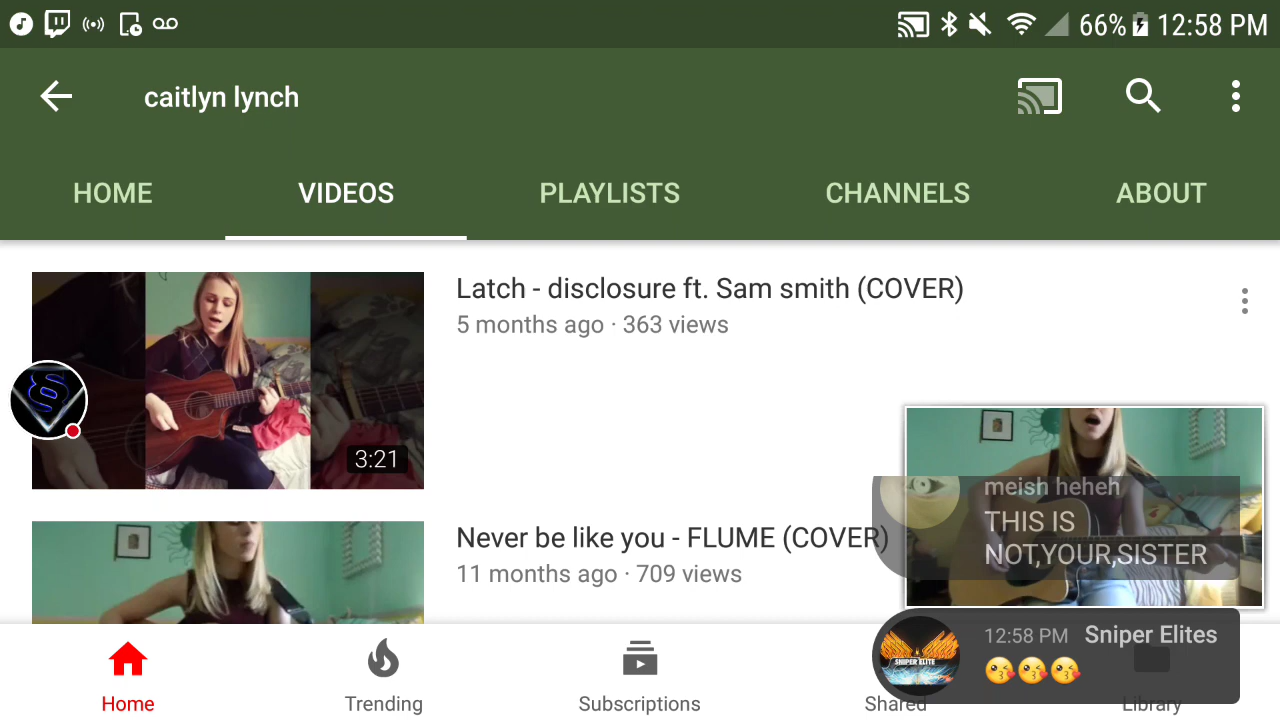 66% 12:58 PM
caitlyn lynch
HOME VIDEOS PLAYLISTS CHANNELS ABOUT
Latch - disclosure ft. Sam smith (COVER)
5 months ago · 363 views
3:21
meish heheh
THIS IS
NOT,YOUR,SISTER
Never be like you - FLUME (COVER)
11 months ago · 709 views
12:58 PM Sniper Elites
SNIPER ELITE
😘😘😘
Home Trending Subscriptions Shared Library